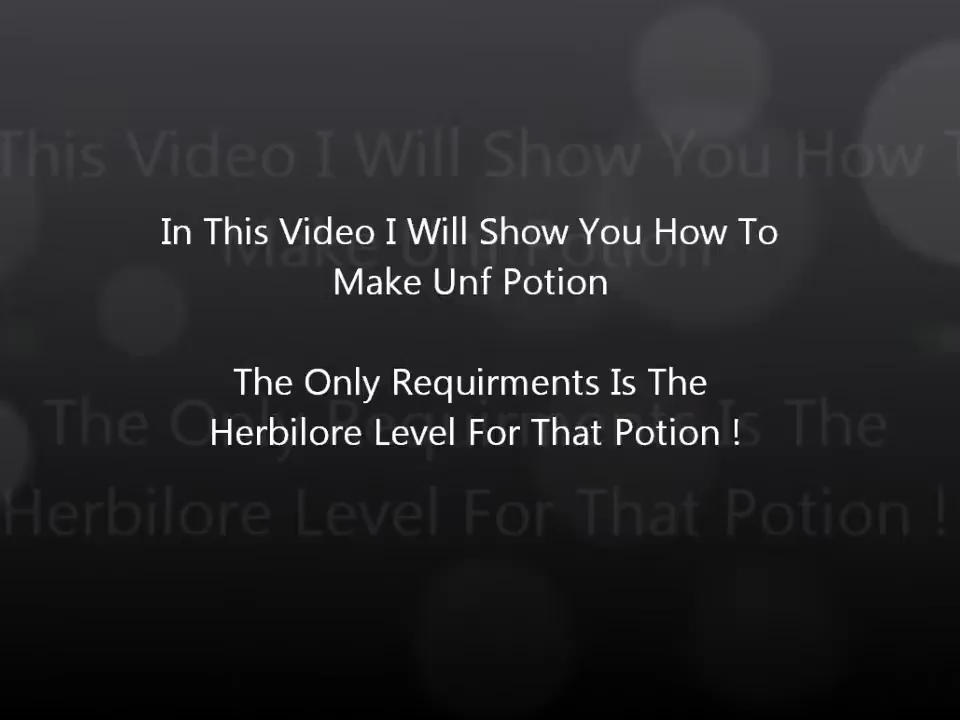 In This Video I Will Show You How To
Make Unf Potion
The Only Requirments Is The
Herbilore Level For That Potion !